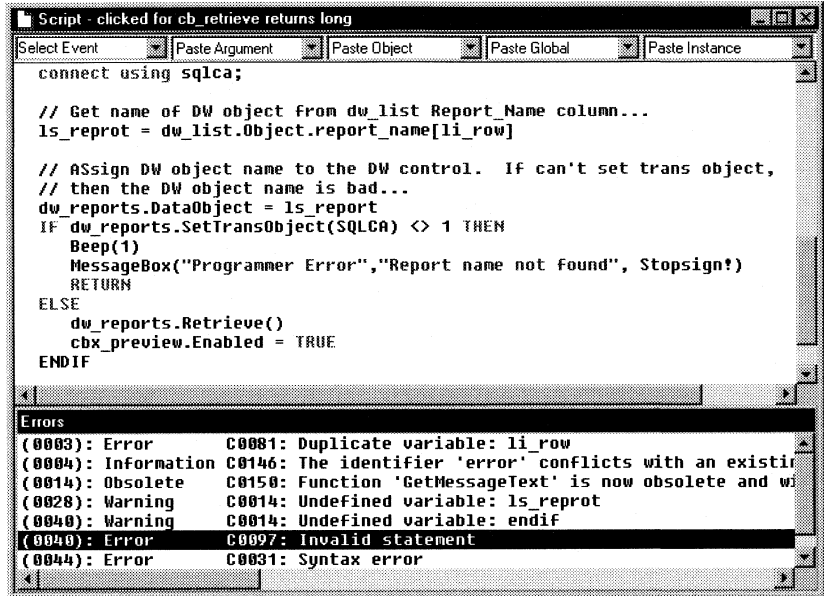 Script - clicked for cb_retrieve returns long
Select Event Paste Argument Paste Object Paste Global Paste Instance
connect using sqlca;
// Get name of DW object from dw_list Report_Name column...
ls_reprot = dw_list.Object.report_name[li_row]
// ASsign DW object name to the DW control.  If can't set trans object,
// then the DW object name is bad...
dw_reports.DataObject = ls_report
IF dw_reports.SetTransObject(SQLCA) <> 1 THEN
Beep(1)
MessageBox("Programmer Error","Report name not found", Stopsign!)
RETURN
ELSE
dw_reports.Retrieve()
cbx_preview.Enabled = TRUE
ENDIF
Errors
(0003): Error C0081: Duplicate variable: li_row
(0004): Information C0146: The identifier 'error' conflicts with an existin
(0014): Obsolete C0150: Function 'GetMessageText' is now obsolete and wi
(0028): Warning C0014: Undefined variable: ls_reprot
(0040): Warning C0014: Undefined variable: endif
(0040): Error C0097: Invalid statement
(0044): Error C0031: Syntax error